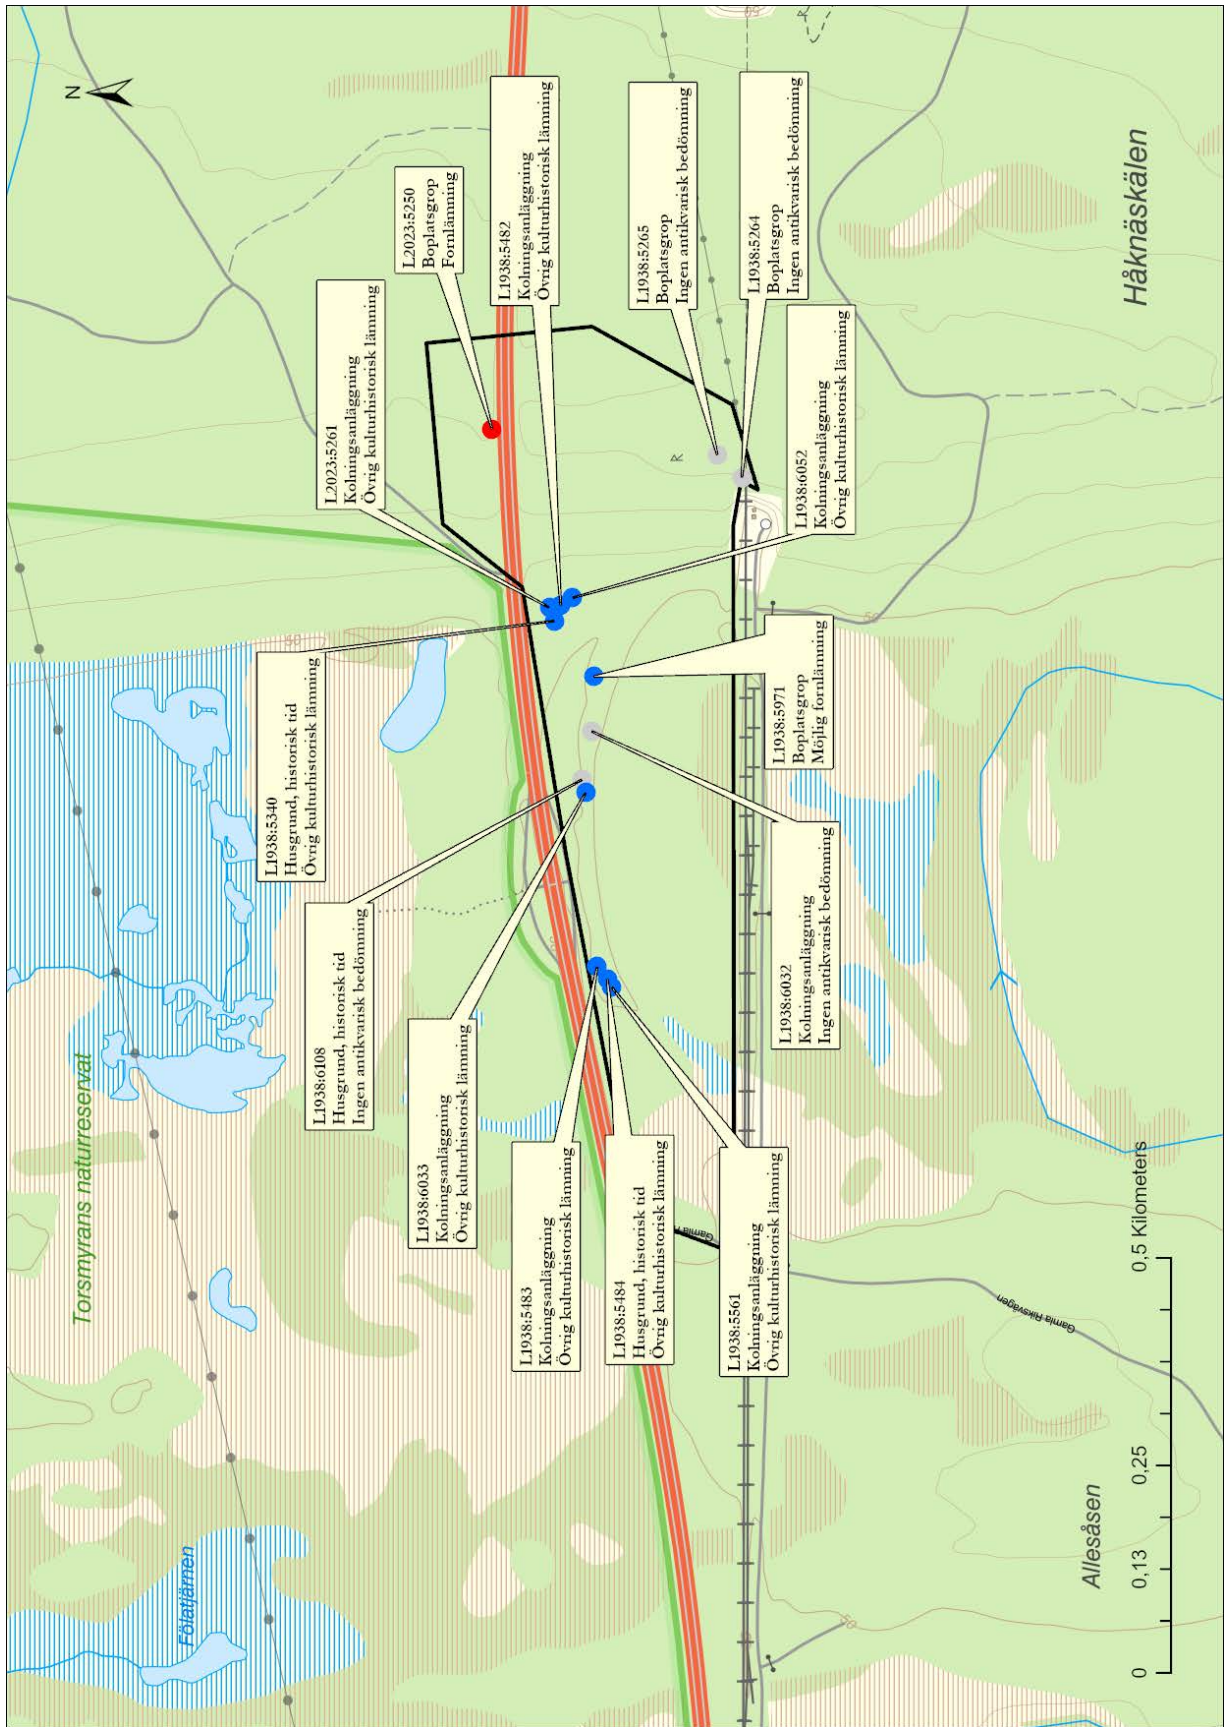 N
Torsmyrans naturreservat
Fölatjärnen
Håknäskälen
Allesåsen
L1938:5483
Kolningsanläggning
Övrig kulturhistorisk lämning
L1938:5484
Husgrund, historisk tid
Övrig kulturhistorisk lämning
L1938:5561
Kolningsanläggning
Övrig kulturhistorisk lämning
L1938:6033
Kolningsanläggning
Övrig kulturhistorisk lämning
L1938:6108
Husgrund, historisk tid
Ingen antikvarisk bedömning
L1938:6032
Kolningsanläggning
Ingen antikvarisk bedömning
L1938:5340
Husgrund, historisk tid
Övrig kulturhistorisk lämning
L1938:5971
Boplatsgrop
Möjlig fornlämning
L2023:5261
Kolningsanläggning
Övrig kulturhistorisk lämning
L1938:6052
Kolningsanläggning
Övrig kulturhistorisk lämning
L1938:5482
Kolningsanläggning
Övrig kulturhistorisk lämning
L2023:5250
Boplatsgrop
Fornlämning
L1938:5265
Boplatsgrop
Ingen antikvarisk bedömning
L1938:5264
Boplatsgrop
Ingen antikvarisk bedömning
R
R
50
50
50
Gamla
Gamla Riksvägen
0 0,13 0,25 0,5 Kilometers